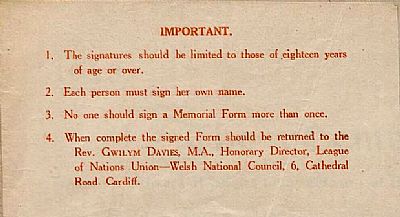 IMPORTANT.
1. The signatures should be limited to those of eighteen years
of age or over.
2. Each person must sign her own name.
3. No one should sign a Memorial Form more than once.
4. When complete the signed Form should be returned to the
Rev. GWILYM DAVIES, M.A., Honorary Director, League
of Nations Union—Welsh National Council, 6, Cathedral
Road, Cardiff.